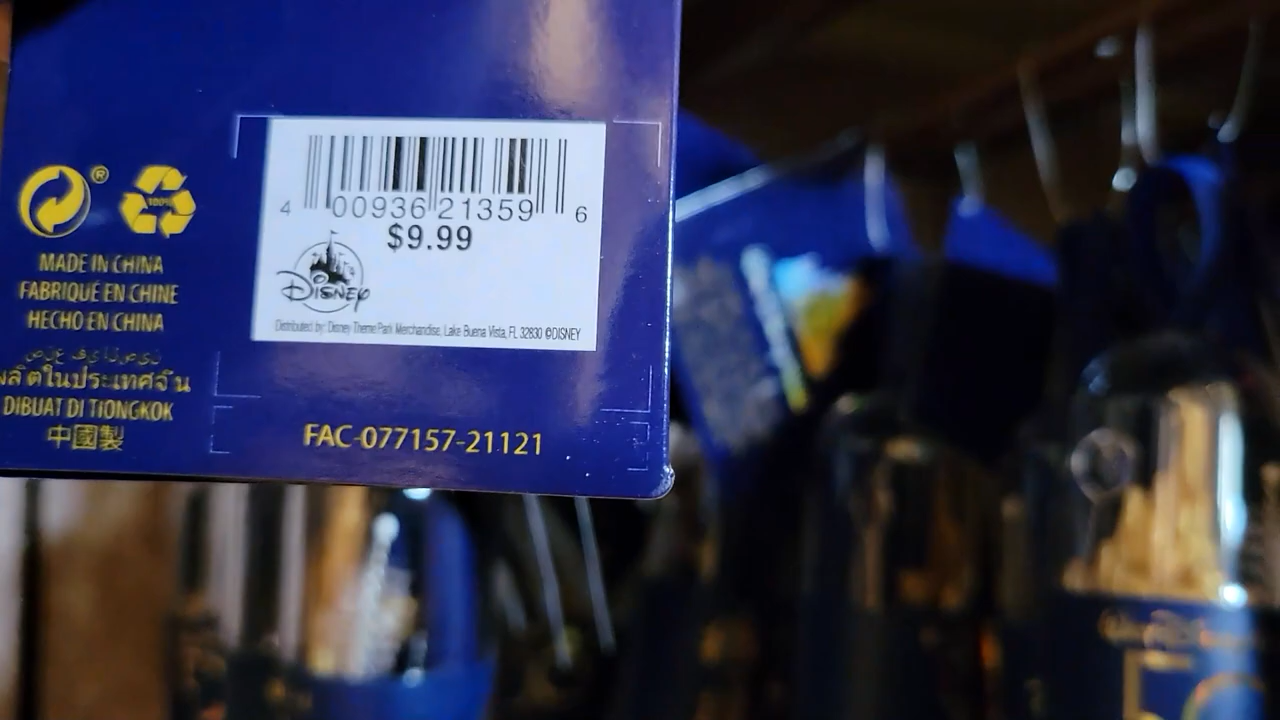 ®
100%
MADE IN CHINA
FABRIQUÉ EN CHINE
HECHO EN CHINA
ผลิตในประเทศจีน
DIBUAT DI TIONGKOK
中國製
4 00936 21359 6
$9.99
DISNEY
Distributed by: Disney Theme Park Merchandise, Lake Buena Vista, FL 32830 ©DISNEY
FAC-077157-21121